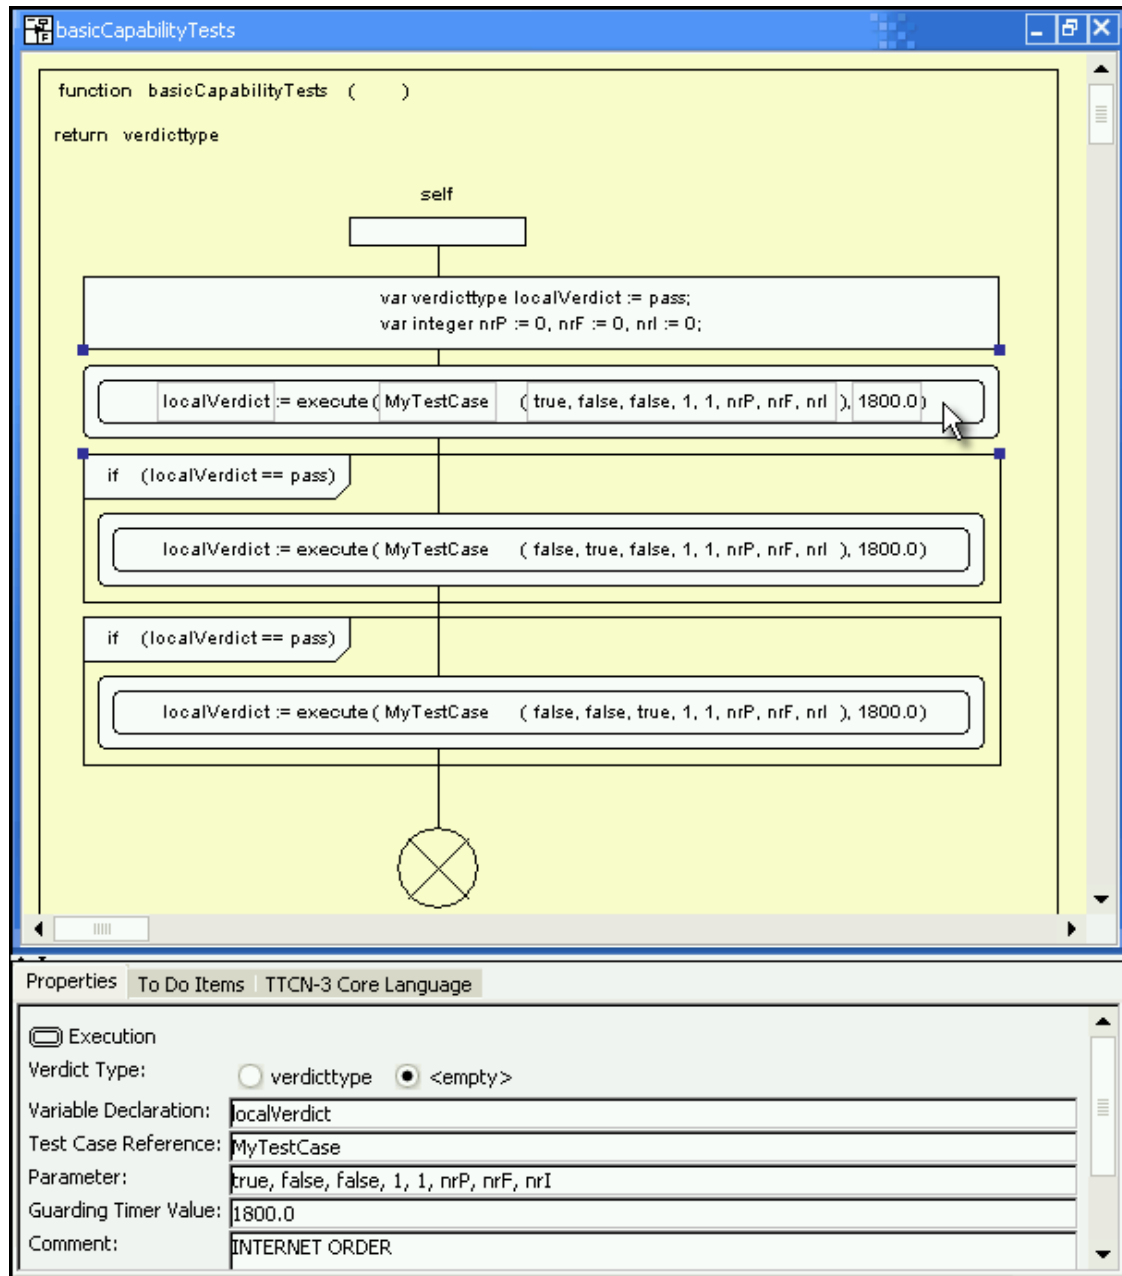 basicCapabilityTests
function basicCapabilityTests ( )
return verdicttype
self
var verdicttype localVerdict := pass;
var integer nrP := 0, nrF := 0, nrI := 0;
localVerdict := execute ( MyTestCase ( true, false, false, 1, 1, nrP, nrF, nrI ), 1800.0)
if (localVerdict == pass)
localVerdict := execute ( MyTestCase ( false, true, false, 1, 1, nrP, nrF, nrI ), 1800.0)
if (localVerdict == pass)
localVerdict := execute ( MyTestCase ( false, false, true, 1, 1, nrP, nrF, nrI ), 1800.0)
Properties To Do Items TTCN-3 Core Language
Execution
Verdict Type: verdicttype <empty>
Variable Declaration: localVerdict
Test Case Reference: MyTestCase
Parameter: true, false, false, 1, 1, nrP, nrF, nrI
Guarding Timer Value: 1800.0
Comment: INTERNET ORDER